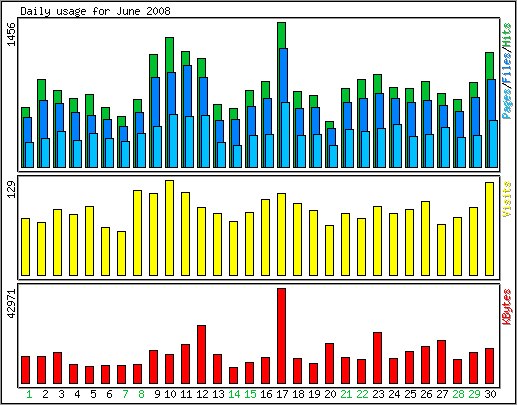 Daily usage for June 2008
1456
Pages/Files/Hits
129
Visits
42971
KBytes
1 2 3 4 5 6 7 8 9 10 11 12 13 14 15 16 17 18 19 20 21 22 23 24 25 26 27 28 29 30